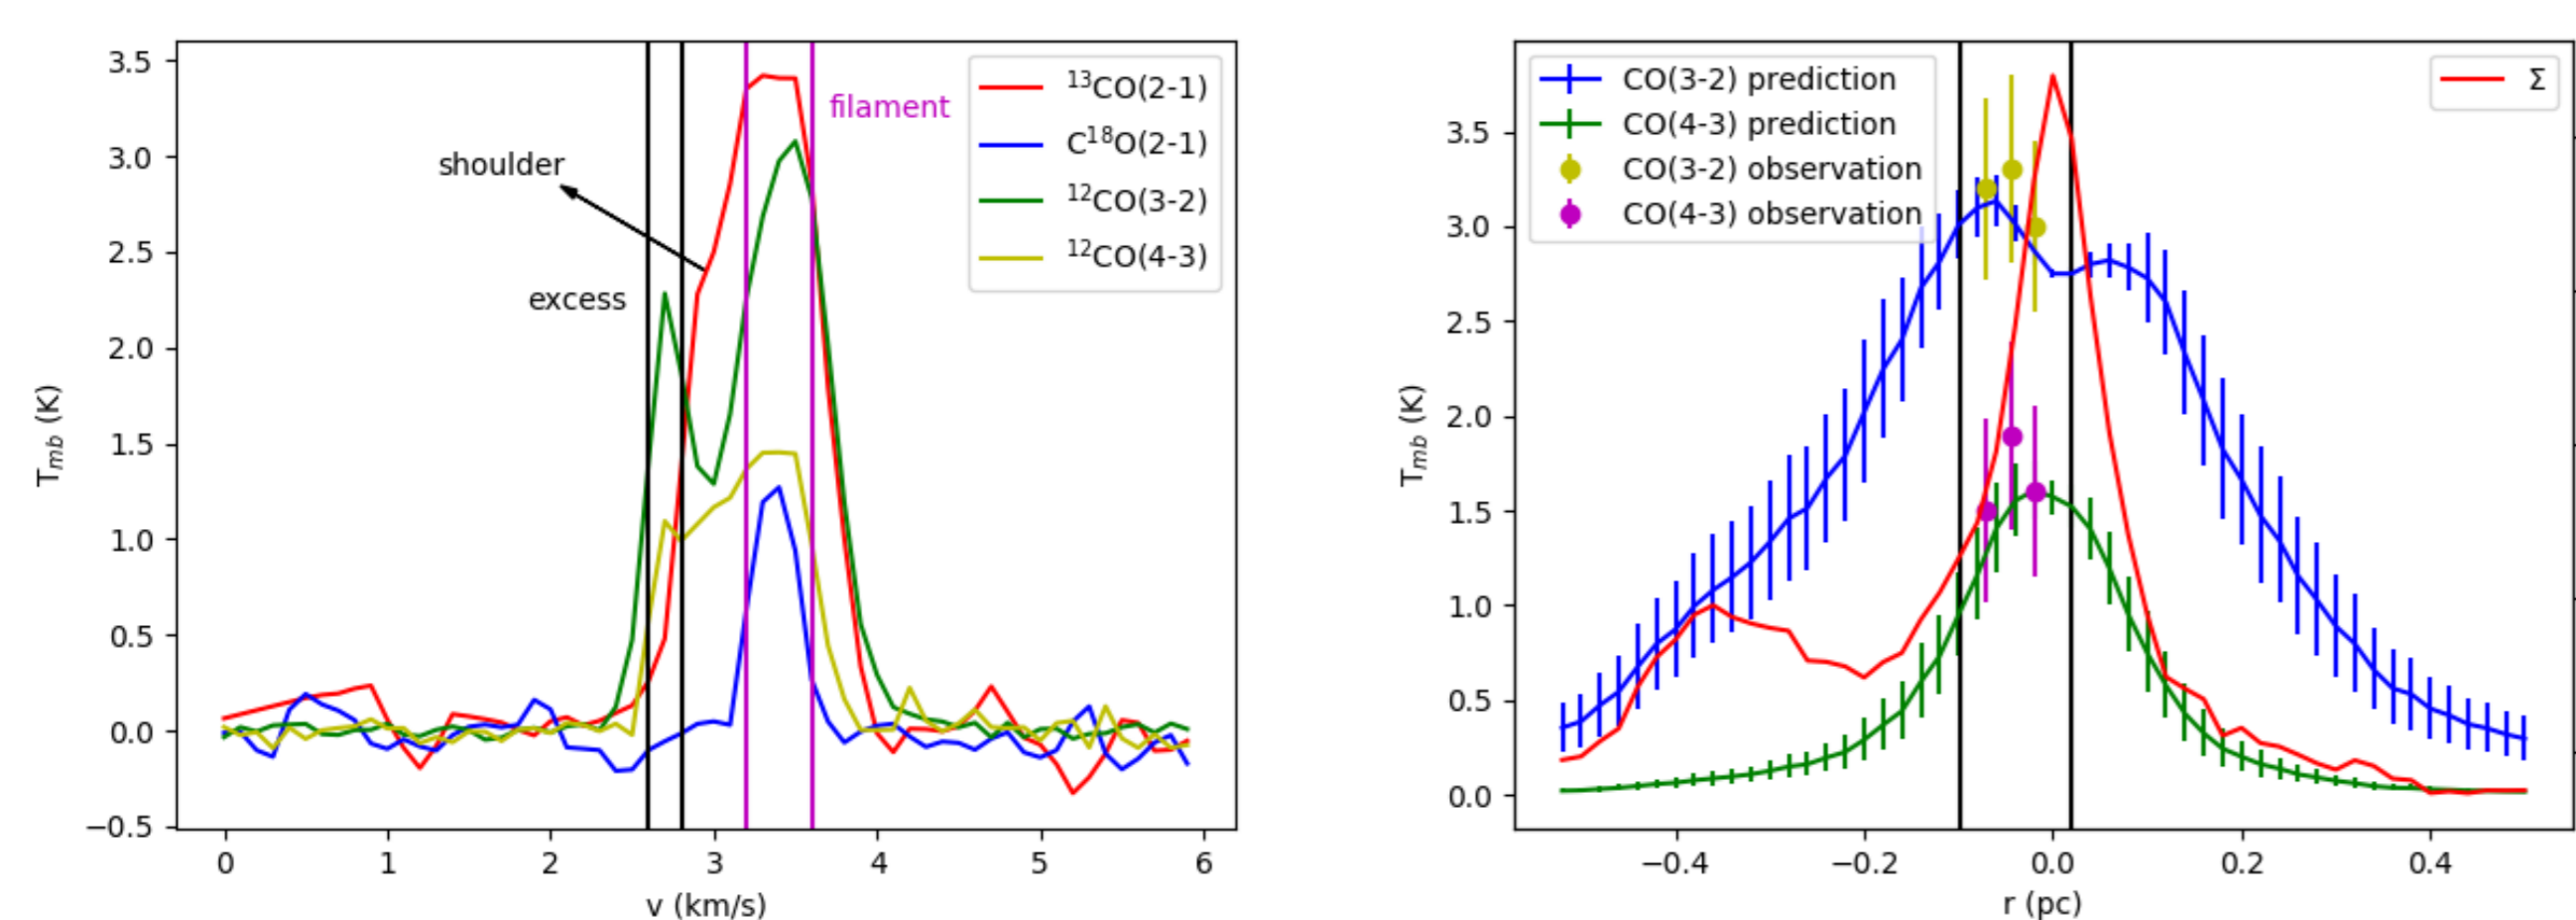 3.5
3.0
2.5
2.0
1.5
1.0
0.5
0.0
−0.5
T_mb (K)
0 1 2 3 4 5 6
v (km/s)
shoulder
excess
filament
¹³CO(2-1)
C¹⁸O(2-1)
¹²CO(3-2)
¹²CO(4-3)
3.5
3.0
2.5
2.0
1.5
1.0
0.5
0.0
T_mb (K)
−0.4 −0.2 0.0 0.2 0.4
r (pc)
CO(3-2) prediction
CO(4-3) prediction
CO(3-2) observation
CO(4-3) observation
Σ